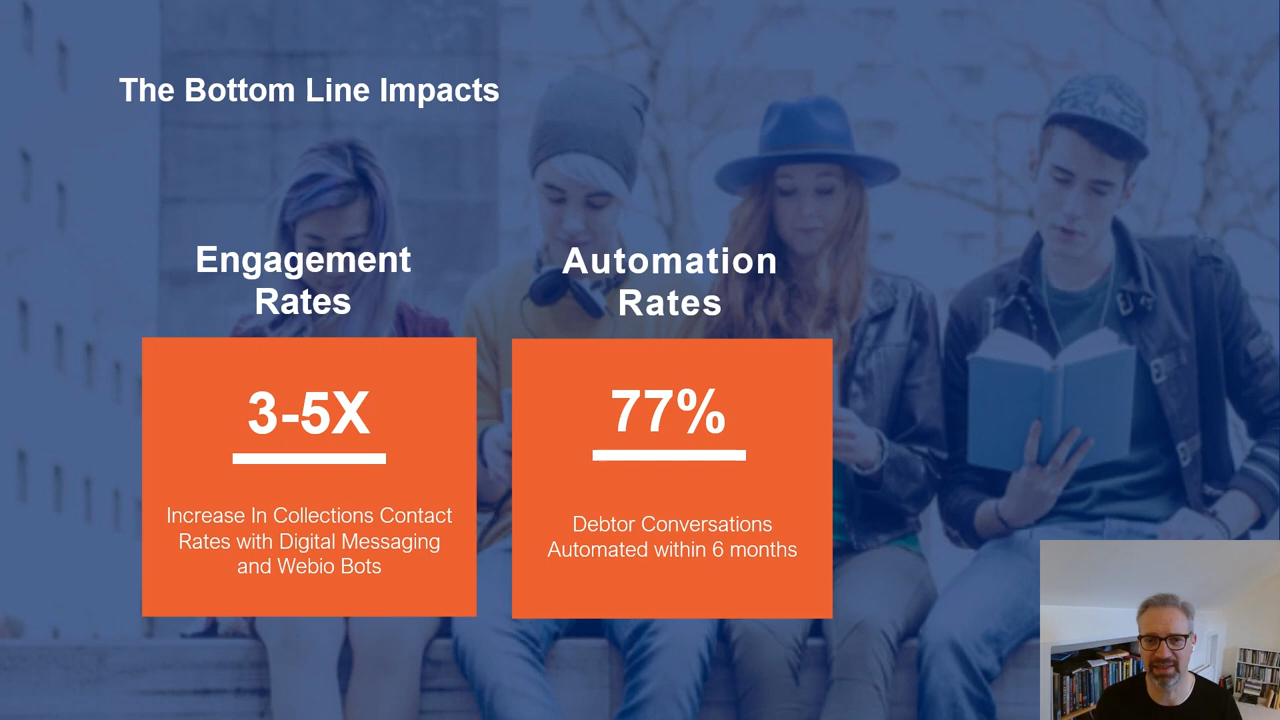 The Bottom Line Impacts
Engagement
Rates
Automation
Rates
3-5X
Increase In Collections Contact
Rates with Digital Messaging
and Webio Bots
77%
Debtor Conversations
Automated within 6 months